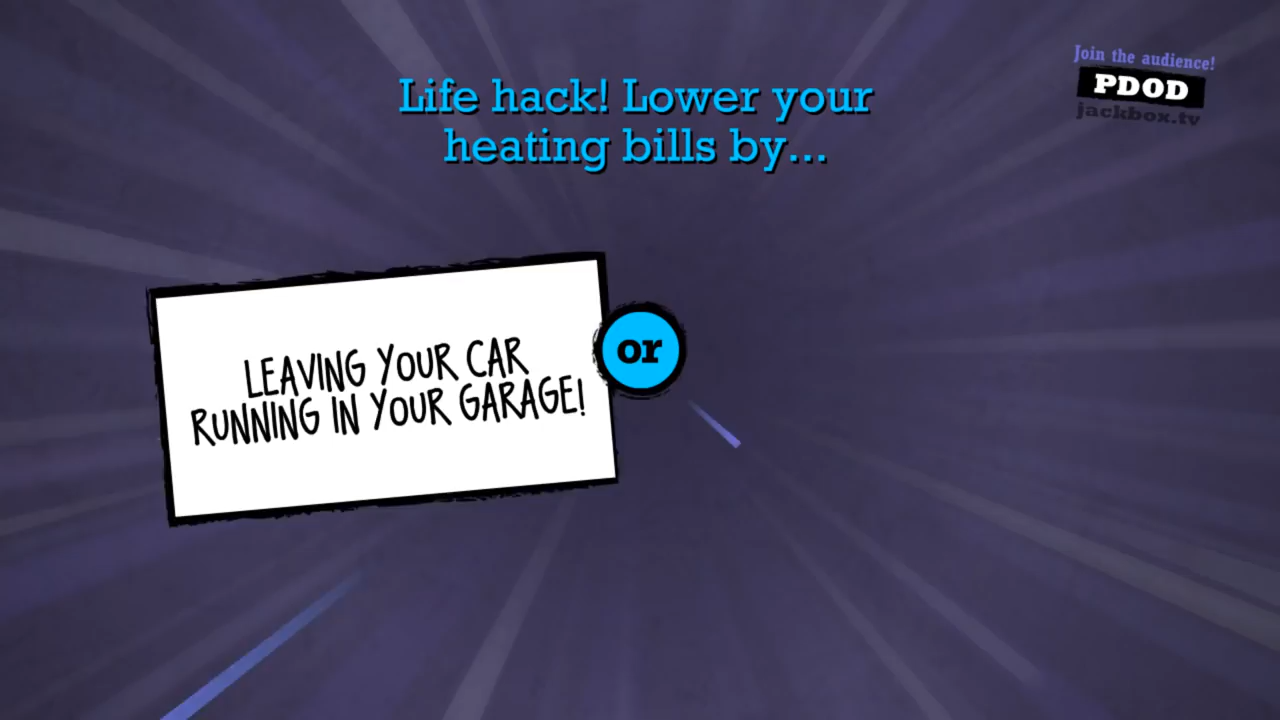 Join the audience!
PDOD
jackbox.tv
Life hack! Lower your
heating bills by...
LEAVING YOUR CAR
RUNNING IN YOUR GARAGE!
or